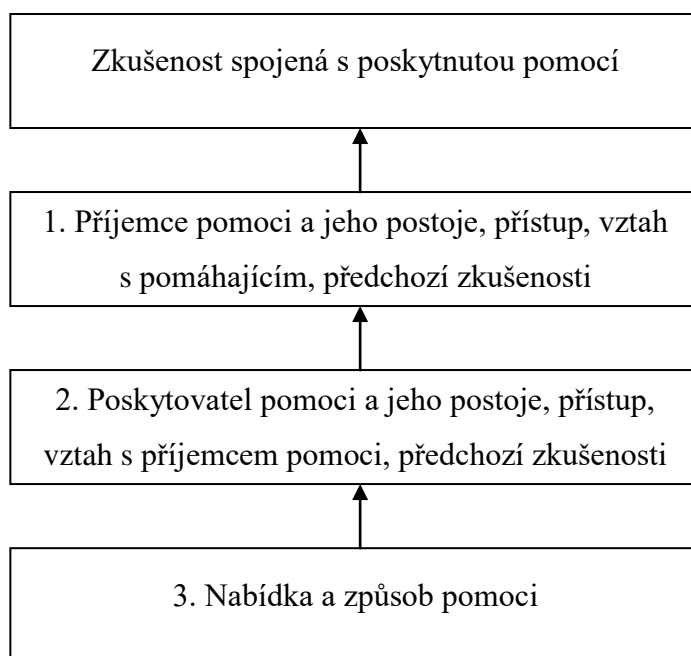 Zkušenost spojená s poskytnutou pomocí
1. Příjemce pomoci a jeho postoje, přístup, vztah
s pomáhajícím, předchozí zkušenosti
2. Poskytovatel pomoci a jeho postoje, přístup,
vztah s příjemcem pomoci, předchozí zkušenosti
3. Nabídka a způsob pomoci